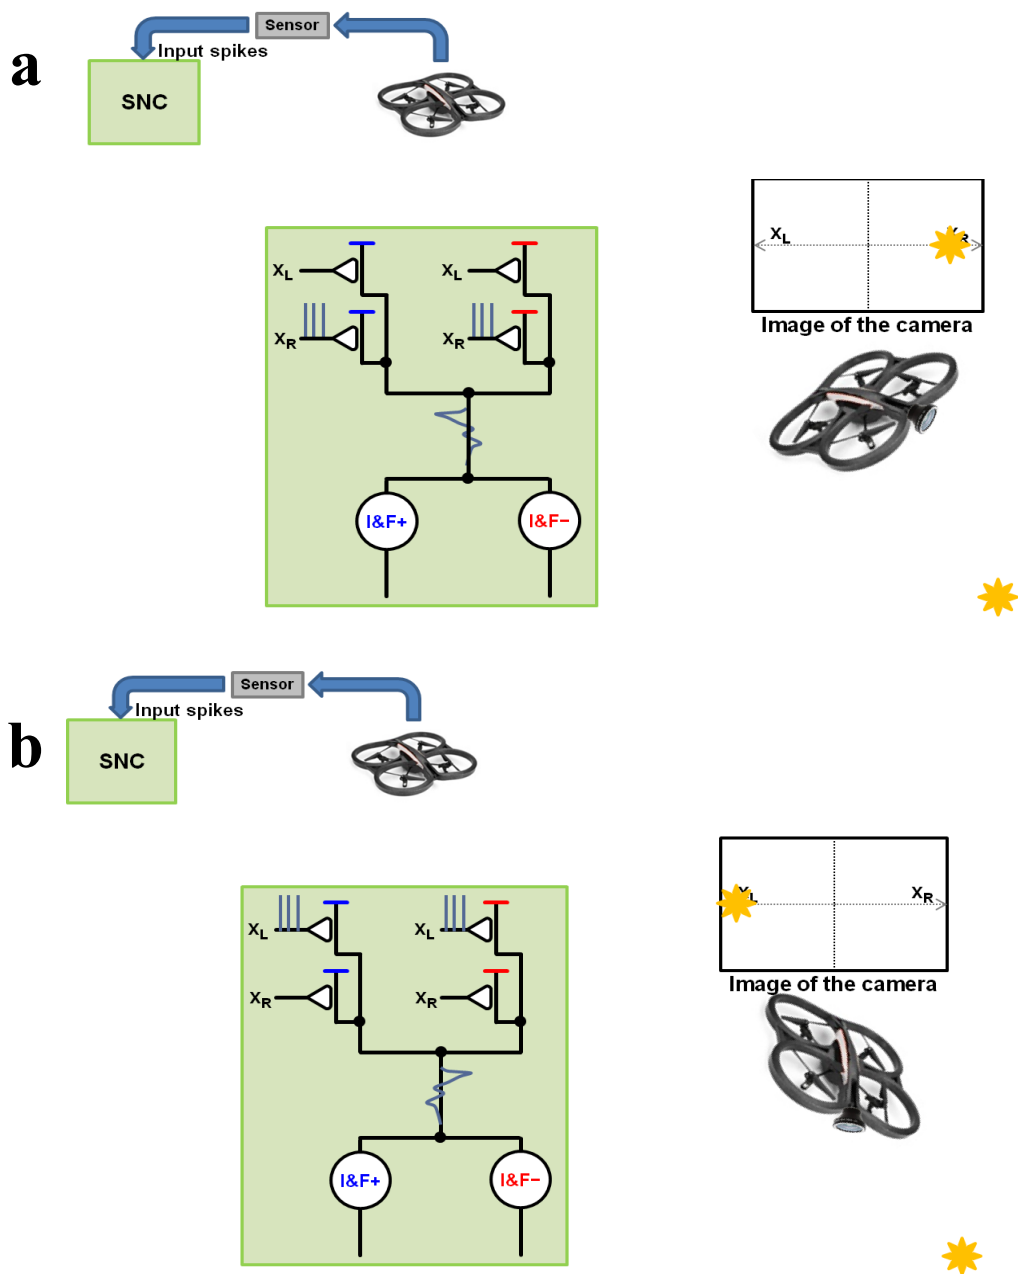 a
Sensor
Input spikes
SNC
XL
XR
XL
XR
I&F+
I&F−
XL
Image of the camera
b
Sensor
Input spikes
SNC
XL
XR
XL
XR
I&F+
I&F−
XR
Image of the camera